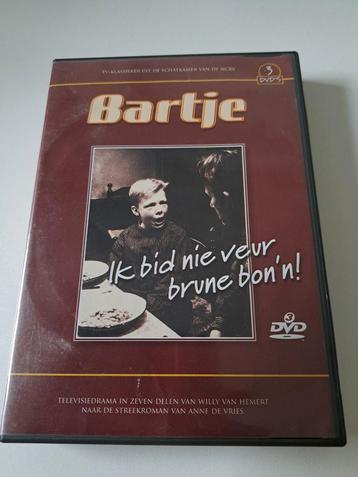 TV-KLASSIEKER UIT DE SCHATKAMER VAN DE NCRV
3
DVD'S
Bartje
Ik bid nie veur
brune bon'n!
3
DVD
TELEVISIEDRAMA IN ZEVEN DELEN VAN WILLY VAN HEMERT
NAAR DE STREEKROMAN VAN ANNE DE VRIES